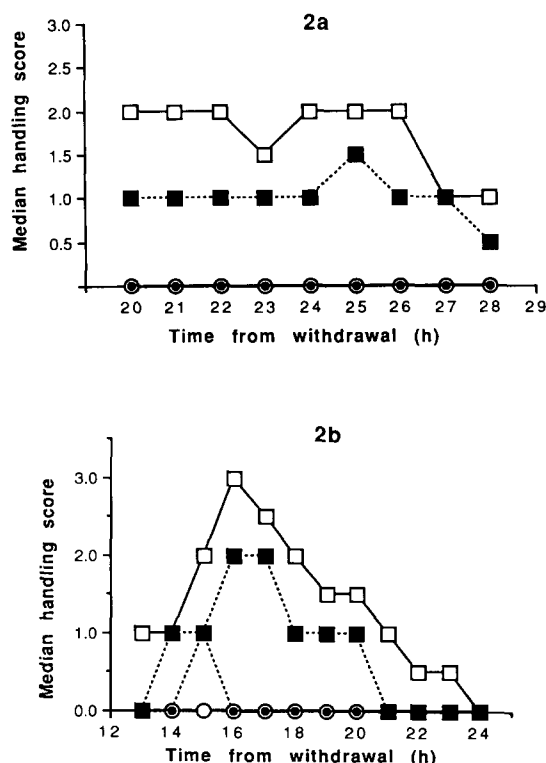 2a
3.0
2.5
2.0
1.5
1.0
0.5
Median handling score
20 21 22 23 24 25 26 27 28 29
Time from withdrawal (h)
2b
3.0
2.0
1.0
0.0
Median handling score
12 14 16 18 20 22 24
Time from withdrawal (h)